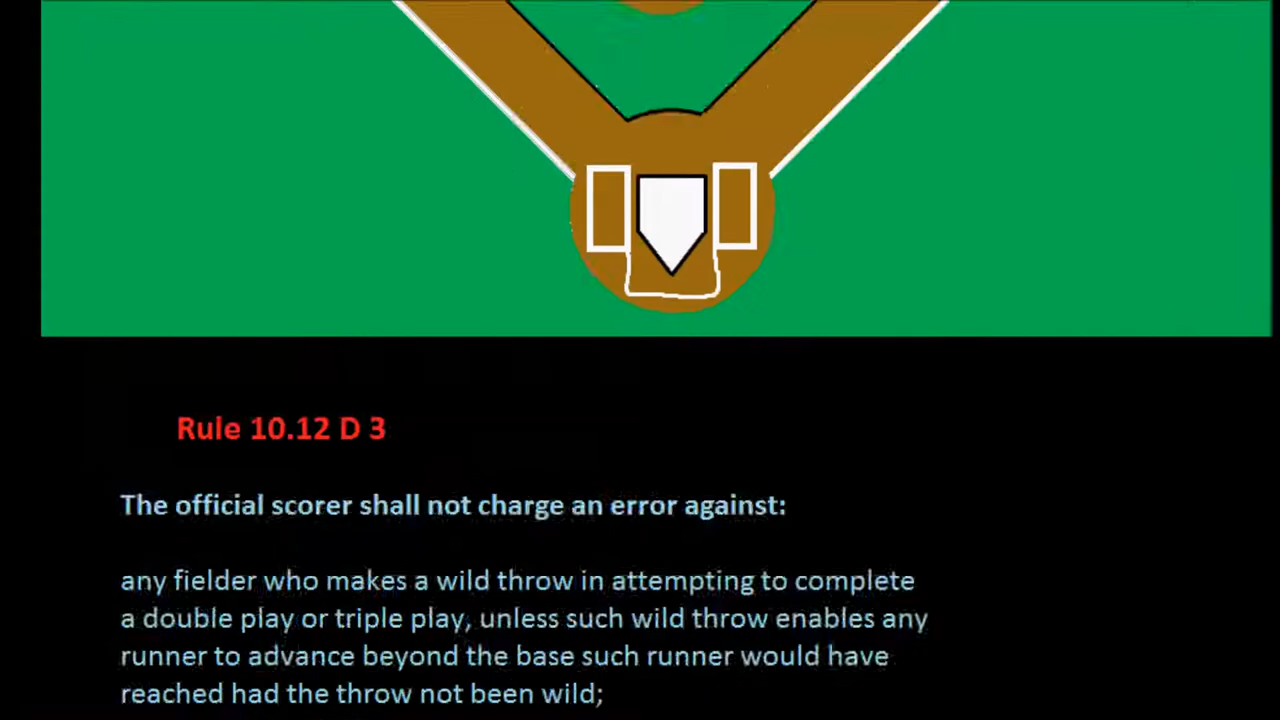 Rule 10.12 D 3
The official scorer shall not charge an error against:
any fielder who makes a wild throw in attempting to complete
a double play or triple play, unless such wild throw enables any
runner to advance beyond the base such runner would have
reached had the throw not been wild;